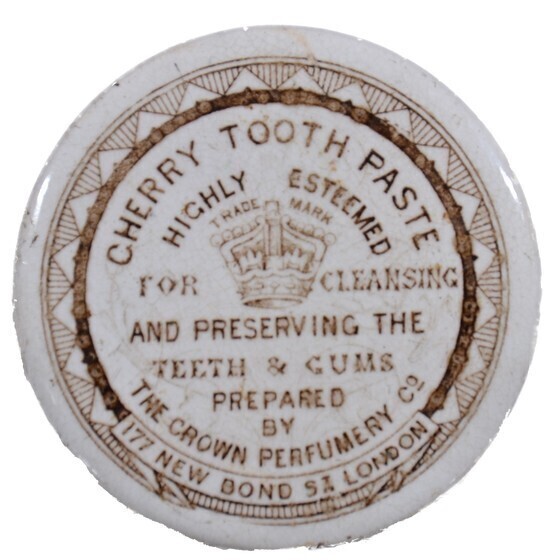 CHERRY TOOTH PASTE
HIGHLY ESTEEMED
TRADE MARK
FOR CLEANSING
AND PRESERVING THE
TEETH & GUMS
PREPARED
BY
THE CROWN PERFUMERY Co
177 NEW BOND ST. LONDON